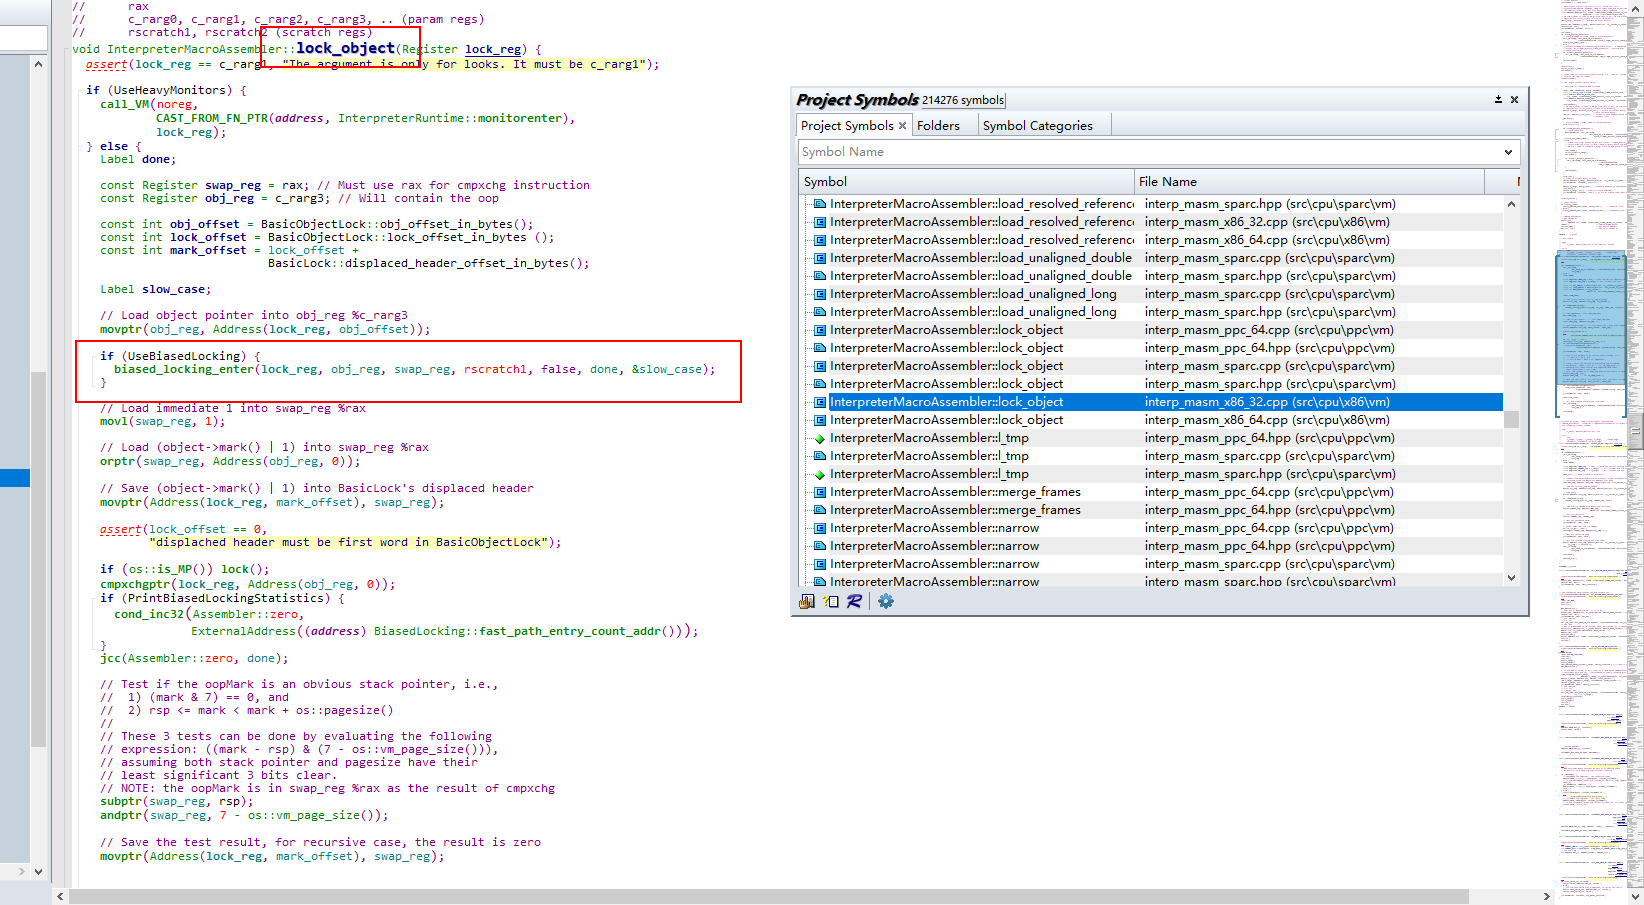 //      rax
//      c_rarg0, c_rarg1, c_rarg2, c_rarg3, .. (param regs)
//      rscratch1, rscratch2 (scratch regs)
void InterpreterMacroAssembler::lock_object(Register lock_reg) {
  assert(lock_reg == c_rarg1, "The argument is only for looks. It must be c_rarg1");
  if (UseHeavyMonitors) {
    call_VM(noreg,
            CAST_FROM_FN_PTR(address, InterpreterRuntime::monitorenter),
            lock_reg);
  } else {
    Label done;
    const Register swap_reg = rax; // Must use rax for cmpxchg instruction
    const Register obj_reg = c_rarg3; // Will contain the oop
    const int obj_offset = BasicObjectLock::obj_offset_in_bytes();
    const int lock_offset = BasicObjectLock::lock_offset_in_bytes ();
    const int mark_offset = lock_offset +
                            BasicLock::displaced_header_offset_in_bytes();
    Label slow_case;
    // Load object pointer into obj_reg %c_rarg3
    movptr(obj_reg, Address(lock_reg, obj_offset));
    if (UseBiasedLocking) {
      biased_locking_enter(lock_reg, obj_reg, swap_reg, rscratch1, false, done, &slow_case);
    }
    // Load immediate 1 into swap_reg %rax
    movl(swap_reg, 1);
    // Load (object->mark() | 1) into swap_reg %rax
    orptr(swap_reg, Address(obj_reg, 0));
    // Save (object->mark() | 1) into BasicLock's displaced header
    movptr(Address(lock_reg, mark_offset), swap_reg);
    assert(lock_offset == 0,
           "displached header must be first word in BasicObjectLock");
    if (os::is_MP()) lock();
    cmpxchgptr(lock_reg, Address(obj_reg, 0));
    if (PrintBiasedLockingStatistics) {
      cond_inc32(Assembler::zero,
                 ExternalAddress((address) BiasedLocking::fast_path_entry_count_addr()));
    }
    jcc(Assembler::zero, done);
    // Test if the oopMark is an obvious stack pointer, i.e.,
    //  1) (mark & 7) == 0, and
    //  2) rsp <= mark < mark + os::pagesize()
    //
    // These 3 tests can be done by evaluating the following
    // expression: ((mark - rsp) & (7 - os::vm_page_size())),
    // assuming both stack pointer and pagesize have their
    // least significant 3 bits clear.
    // NOTE: the oopMark is in swap_reg %rax as the result of cmpxchg
    subptr(swap_reg, rsp);
    andptr(swap_reg, 7 - os::vm_page_size());
    // Save the test result, for recursive case, the result is zero
    movptr(Address(lock_reg, mark_offset), swap_reg);
Project Symbols 214276 symbols
Project Symbols Folders Symbol Categories
Symbol Name
Symbol File Name
InterpreterMacroAssembler::load_resolved_reference interp_masm_sparc.hpp (src\cpu\sparc\vm)
InterpreterMacroAssembler::load_resolved_reference interp_masm_x86_32.cpp (src\cpu\x86\vm)
InterpreterMacroAssembler::load_resolved_reference interp_masm_x86_64.cpp (src\cpu\x86\vm)
InterpreterMacroAssembler::load_unaligned_double interp_masm_sparc.cpp (src\cpu\sparc\vm)
InterpreterMacroAssembler::load_unaligned_double interp_masm_sparc.hpp (src\cpu\sparc\vm)
InterpreterMacroAssembler::load_unaligned_long interp_masm_sparc.cpp (src\cpu\sparc\vm)
InterpreterMacroAssembler::load_unaligned_long interp_masm_sparc.hpp (src\cpu\sparc\vm)
InterpreterMacroAssembler::lock_object interp_masm_ppc_64.cpp (src\cpu\ppc\vm)
InterpreterMacroAssembler::lock_object interp_masm_ppc_64.hpp (src\cpu\ppc\vm)
InterpreterMacroAssembler::lock_object interp_masm_sparc.cpp (src\cpu\sparc\vm)
InterpreterMacroAssembler::lock_object interp_masm_sparc.hpp (src\cpu\sparc\vm)
InterpreterMacroAssembler::lock_object interp_masm_x86_32.cpp (src\cpu\x86\vm)
InterpreterMacroAssembler::lock_object interp_masm_x86_64.cpp (src\cpu\x86\vm)
InterpreterMacroAssembler::l_tmp interp_masm_ppc_64.hpp (src\cpu\ppc\vm)
InterpreterMacroAssembler::l_tmp interp_masm_sparc.cpp (src\cpu\sparc\vm)
InterpreterMacroAssembler::l_tmp interp_masm_sparc.hpp (src\cpu\sparc\vm)
InterpreterMacroAssembler::merge_frames interp_masm_ppc_64.cpp (src\cpu\ppc\vm)
InterpreterMacroAssembler::merge_frames interp_masm_ppc_64.hpp (src\cpu\ppc\vm)
InterpreterMacroAssembler::narrow interp_masm_ppc_64.cpp (src\cpu\ppc\vm)
InterpreterMacroAssembler::narrow interp_masm_ppc_64.hpp (src\cpu\ppc\vm)
InterpreterMacroAssembler::narrow interp_masm_sparc.cpp (src\cpu\sparc\vm)
InterpreterMacroAssembler::narrow interp_masm_sparc.hpp (src\cpu\sparc\vm)